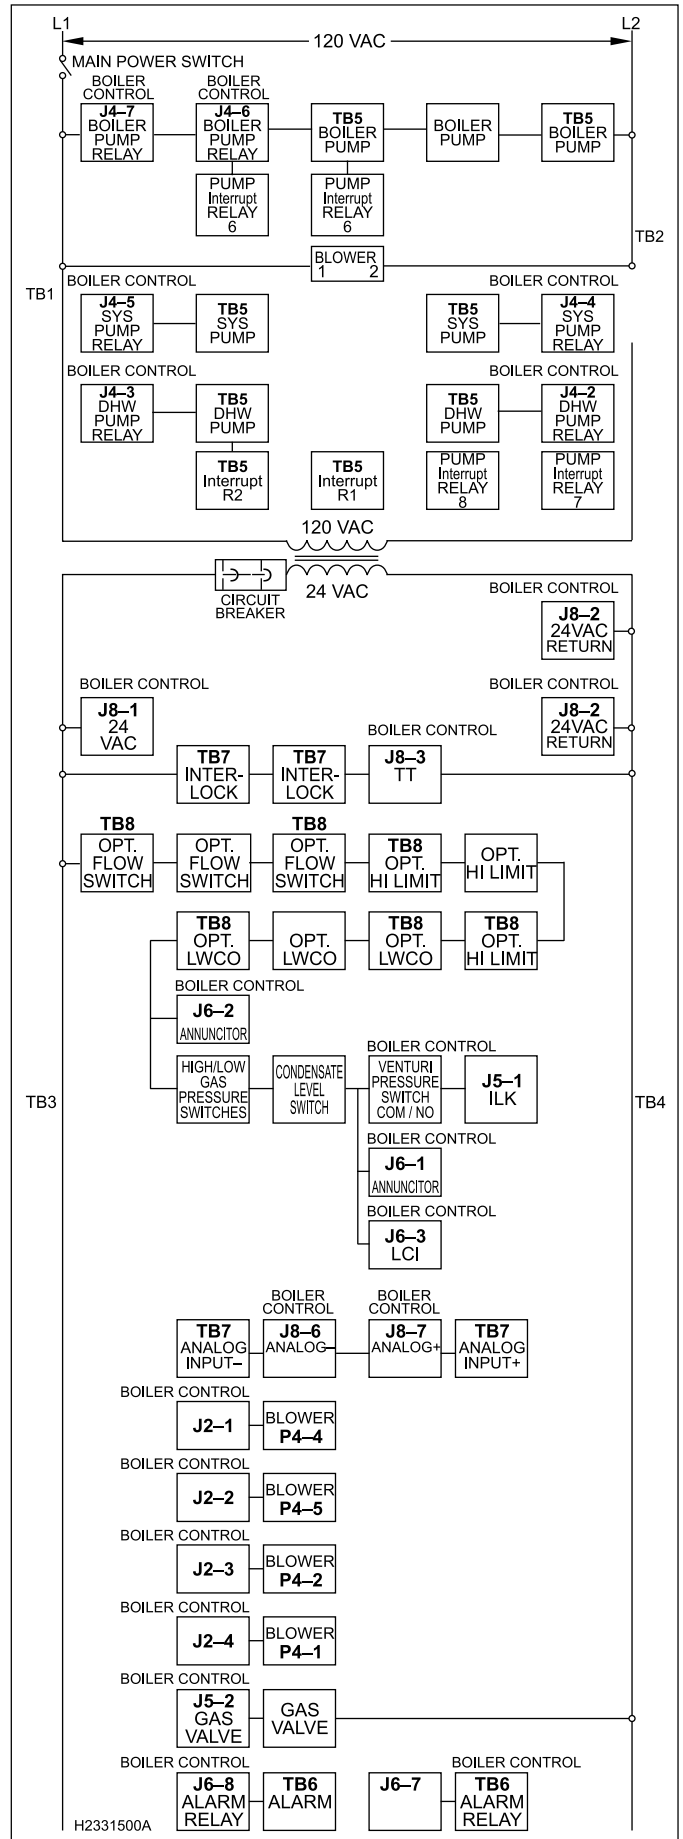 L1
L2
120 VAC
MAIN POWER SWITCH
BOILER
CONTROL
J4–7
BOILER
PUMP
RELAY
BOILER
CONTROL
J4–6
BOILER
PUMP
RELAY
TB5
BOILER
PUMP
BOILER
PUMP
TB5
BOILER
PUMP
PUMP
Interrupt
RELAY
6
PUMP
Interrupt
RELAY
6
TB2
BLOWER
1 2
TB1
BOILER CONTROL
J4–5
SYS
PUMP
RELAY
TB5
SYS
PUMP
TB5
SYS
PUMP
BOILER CONTROL
J4–4
SYS
PUMP
RELAY
BOILER CONTROL
J4–3
DHW
PUMP
RELAY
TB5
DHW
PUMP
TB5
DHW
PUMP
BOILER CONTROL
J4–2
DHW
PUMP
RELAY
TB5
Interrupt
R2
TB5
Interrupt
R1
PUMP
Interrupt
RELAY
8
PUMP
Interrupt
RELAY
7
120 VAC
24 VAC
CIRCUIT
BREAKER
BOILER CONTROL
J8–2
24VAC
RETURN
BOILER CONTROL
J8–1
24
VAC
BOILER CONTROL
J8–2
24VAC
RETURN
TB7
INTER-
LOCK
TB7
INTER-
LOCK
BOILER CONTROL
J8–3
TT
TB8
OPT.
FLOW
SWITCH
OPT.
FLOW
SWITCH
TB8
OPT.
FLOW
SWITCH
TB8
OPT.
HI LIMIT
OPT.
HI LIMIT
TB8
OPT.
LWCO
OPT.
LWCO
TB8
OPT.
LWCO
TB8
OPT.
HI LIMIT
BOILER CONTROL
J6–2
ANNUNCITOR
HIGH/LOW
GAS
PRESSURE
SWITCHES
CONDENSATE
LEVEL
SWITCH
BOILER CONTROL
VENTURI
PRESSURE
SWITCH
COM / NO
J5–1
ILK
TB3
TB4
BOILER CONTROL
J6–1
ANNUNCITOR
BOILER CONTROL
J6–3
LCI
TB7
ANALOG
INPUT–
BOILER
CONTROL
J8–6
ANALOG–
BOILER
CONTROL
J8–7
ANALOG+
TB7
ANALOG
INPUT+
BOILER CONTROL
J2–1
BLOWER
P4–4
BOILER CONTROL
J2–2
BLOWER
P4–5
BOILER CONTROL
J2–3
BLOWER
P4–2
BOILER CONTROL
J2–4
BLOWER
P4–1
BOILER CONTROL
J5–2
GAS
VALVE
GAS
VALVE
BOILER CONTROL
J6–8
ALARM
RELAY
TB6
ALARM
J6–7
BOILER CONTROL
TB6
ALARM
RELAY
H2331500A